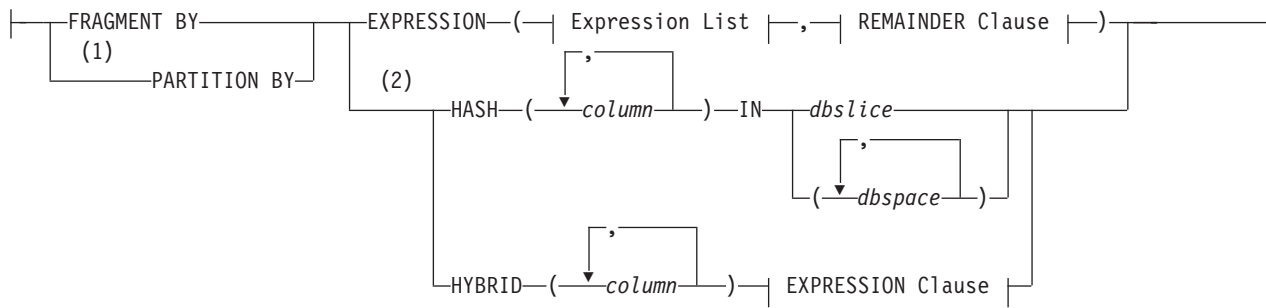 FRAGMENT BY EXPRESSION ( Expression List , REMAINDER Clause )
(1)
PARTITION BY (2) ,
HASH ( column ) IN dbslice
,
( dbspace )
,
HYBRID ( column ) EXPRESSION Clause